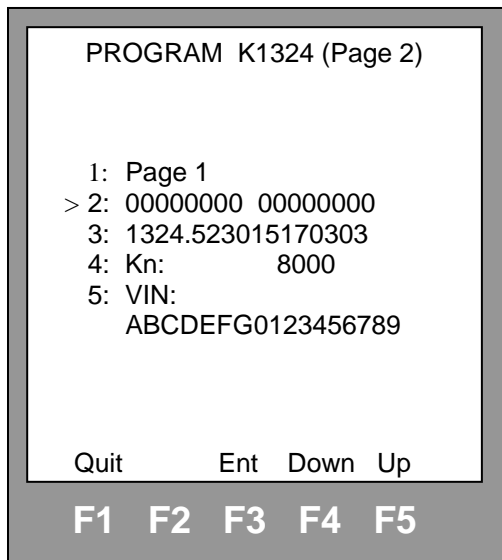 PROGRAM K1324 (Page 2)
1: Page 1
> 2: 00000000 00000000
3: 1324.523015170303
4: Kn: 8000
5: VIN:
ABCDEFG0123456789
Quit Ent Down Up
F1 F2 F3 F4 F5